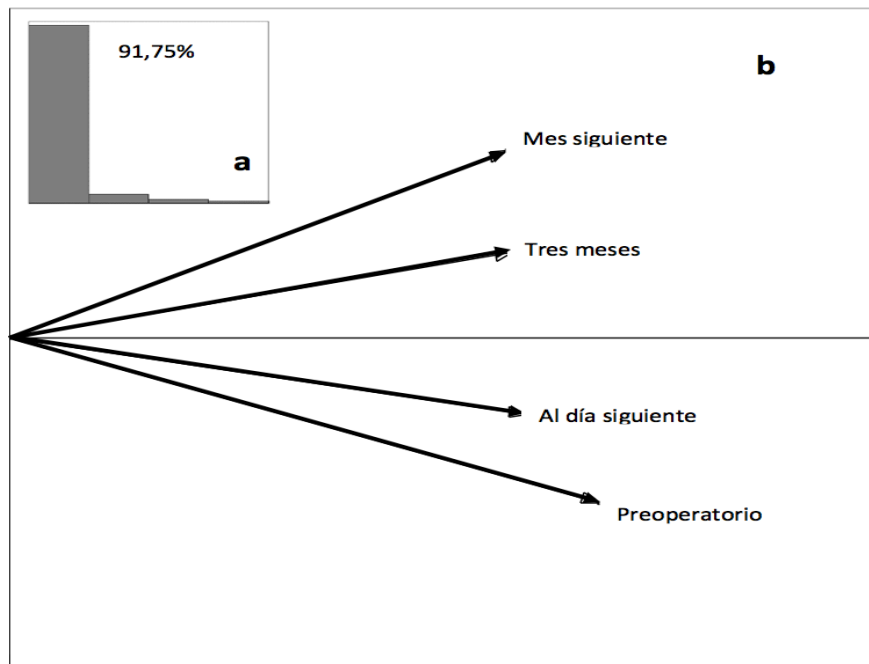 91,75%
b
Mes siguiente
a
Tres meses
Al día siguiente
Preoperatorio